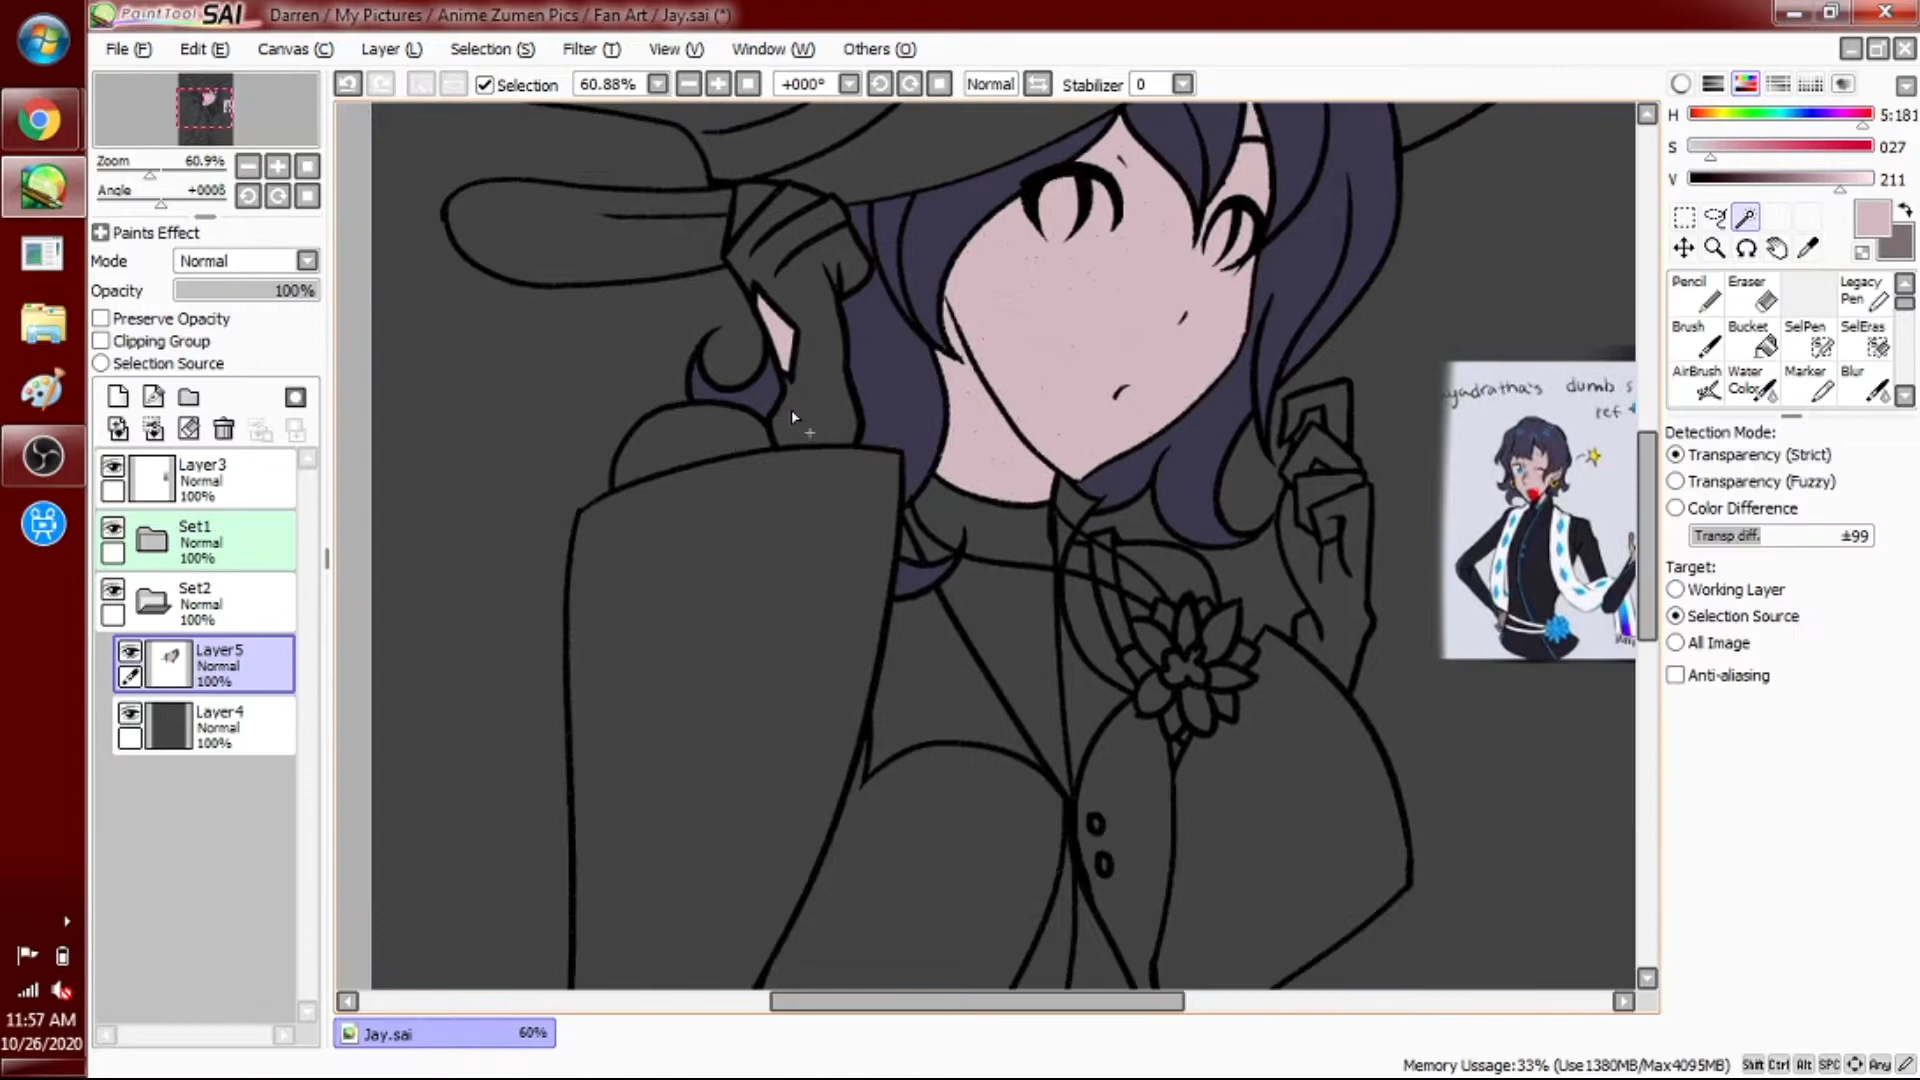 PaintTool SAI Darren / My Pictures / Anime Zumen Pics / Fan Art / Jay.sai (*)
File (F) Edit (E) Canvas (C) Layer (L) Selection (S) Filter (T) View (V) Window (W) Others (O)
Selection 60.88% +000° Normal Stabilizer 0
Zoom 60.9%
Angle +000ß
Paints Effect
Mode Normal
Opacity 100%
Preserve Opacity
Clipping Group
Selection Source
Layer3
Normal
100%
Set1
Normal
100%
Set2
Normal
100%
Layer5
Normal
100%
Layer4
Normal
100%
yadratha's dumb s
ref
H 5:181
S 027
V 211
Pencil Eraser Legacy Pen
Brush Bucket SelPen SelEras
AirBrush Water Color Marker Blur
Detection Mode:
Transparency (Strict)
Transparency (Fuzzy)
Color Difference
Transp diff. ±99
Target:
Working Layer
Selection Source
All Image
Anti-aliasing
Jay.sai 60%
11:57 AM
10/26/2020
Memory Ussage:33% (Use1380MB/Max4095MB) Shift Ctrl Alt SPC Any